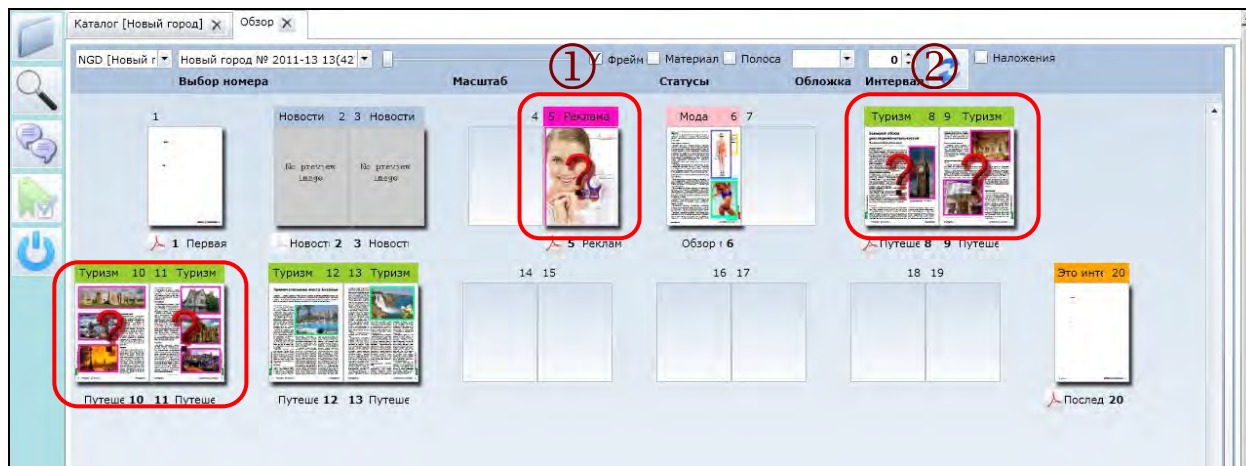 Каталог [Новый город] Обзор
NGD [Новый г Новый город № 2011-13 13(42 ① Фрейм Материал Полоса 0 ② Наложения
Выбор номера Масштаб Статусы Обложка Интервал
1 Новости 2 3 Новости 4 5 Реклама Мода 6 7 Туризм 8 9 Туризм
No preview image No preview image
1 Первая Новост 2 3 Новост 5 Реклам Обзор 6 Путеше 8 9 Путеше
Туризм 10 11 Туризм Туризм 12 13 Туризм 14 15 16 17 18 19 Это инте 20
Путеше 10 11 Путеше Путеше 12 13 Путеше Послед 20